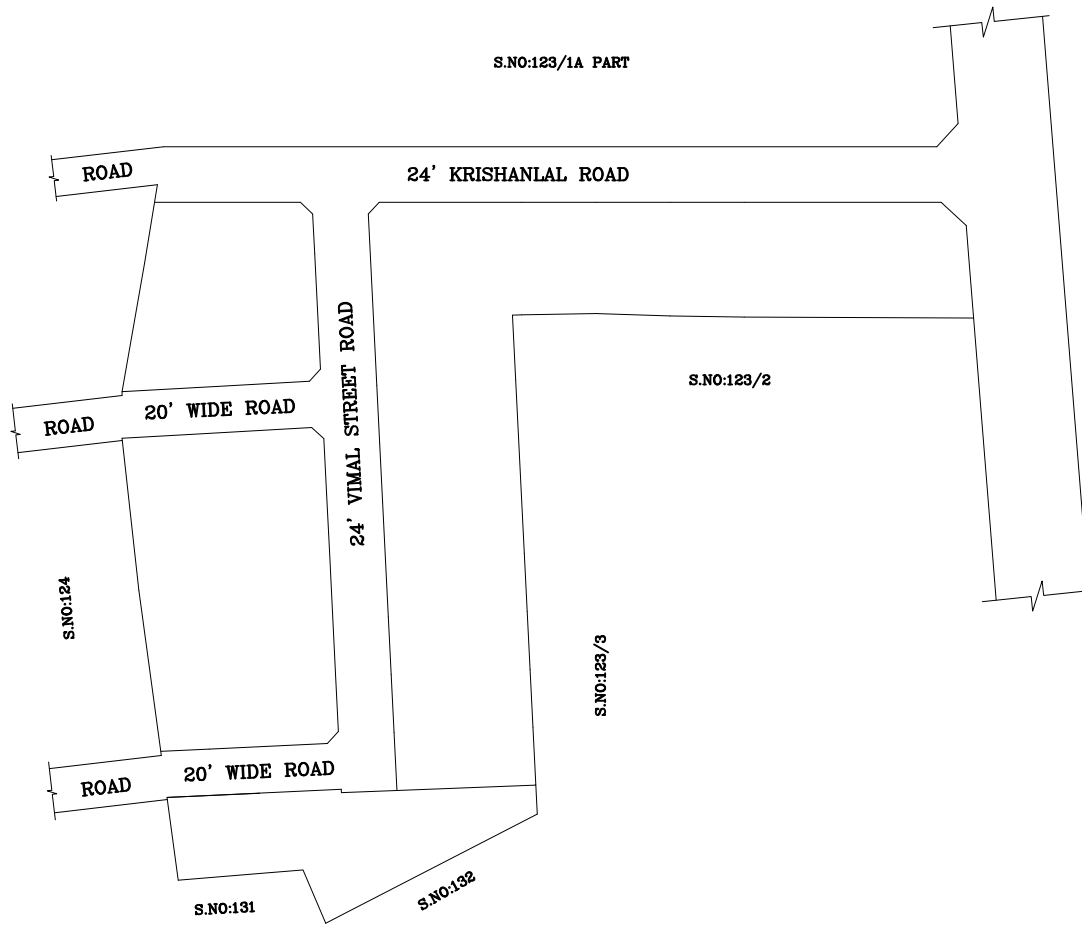 S.NO:123/1A PART
ROAD
24' KRISHANLAL ROAD
24' VIMAL STREET ROAD
S.NO:123/2
20' WIDE ROAD
ROAD
S.NO:124
S.NO:123/3
20' WIDE ROAD
ROAD
S.NO:132
S.NO:131